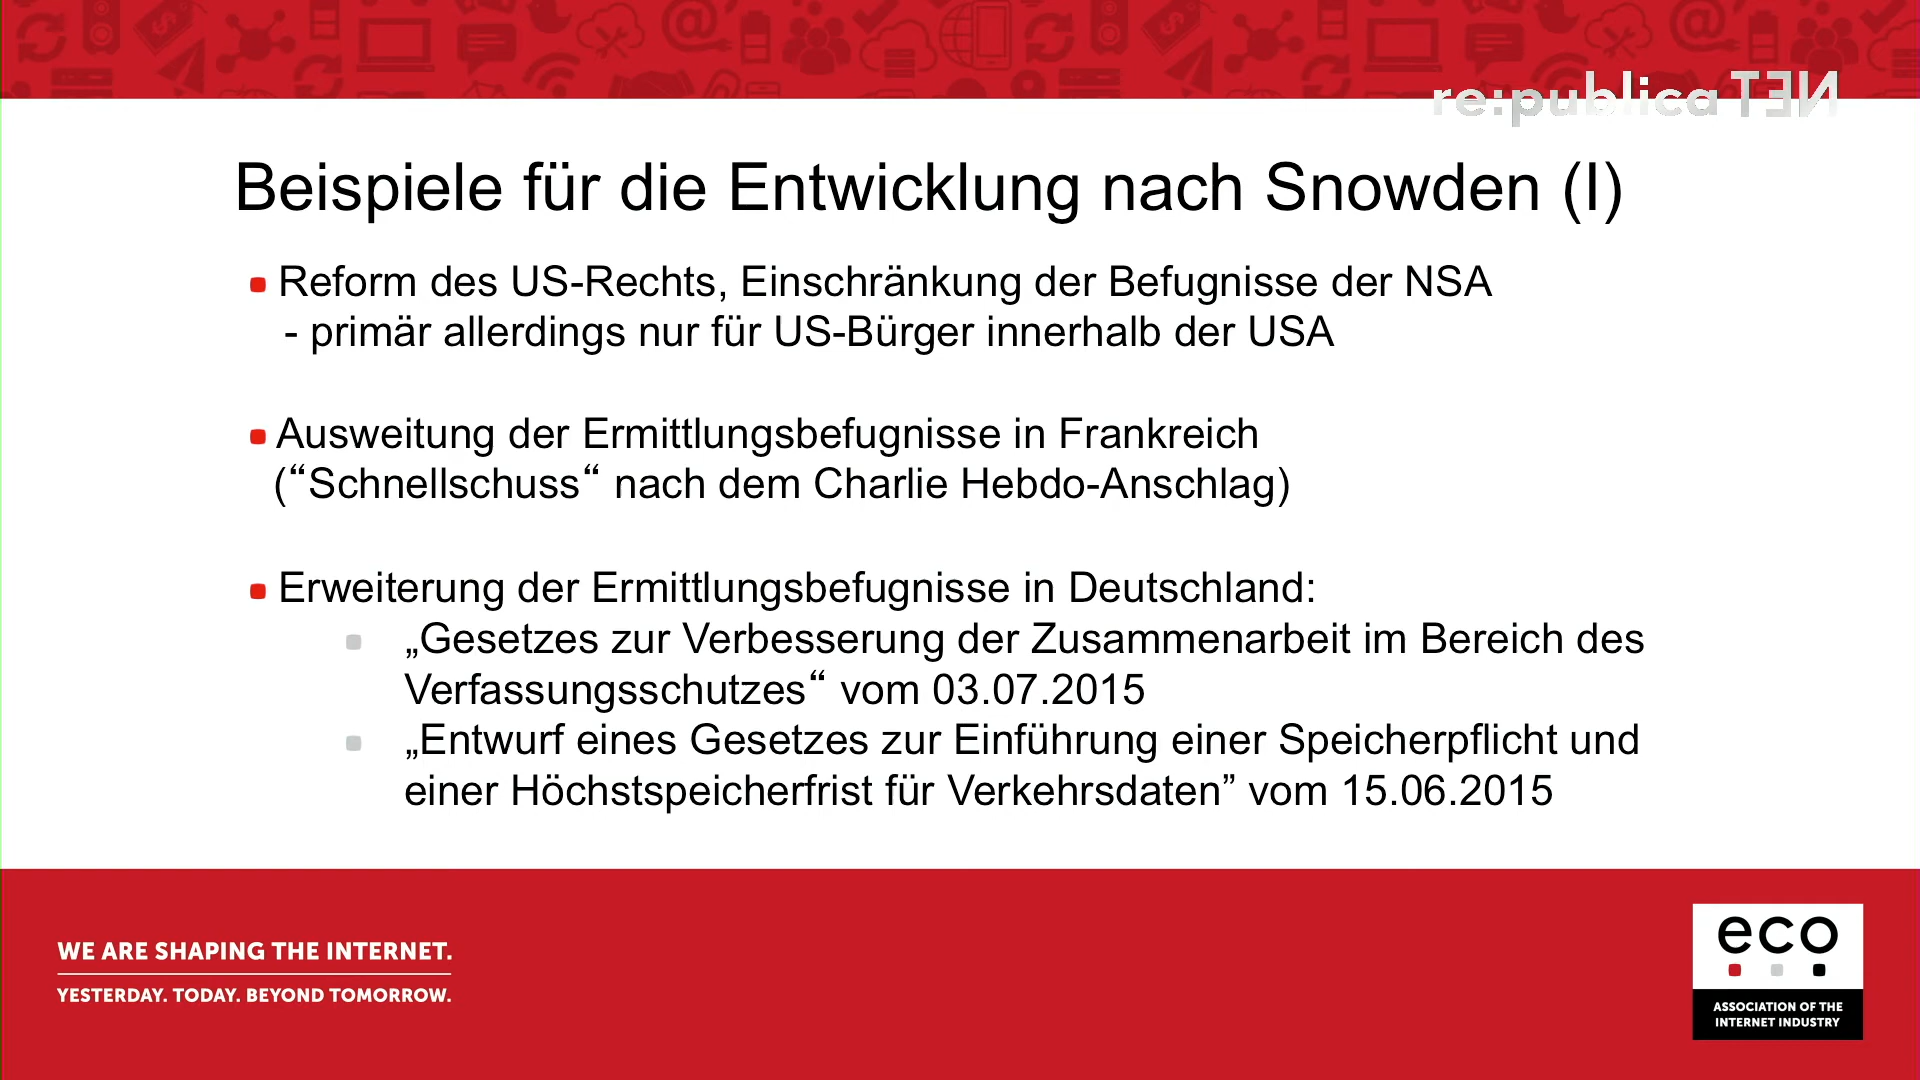 re:publica TEN
Beispiele für die Entwicklung nach Snowden (I)
Reform des US-Rechts, Einschränkung der Befugnisse der NSA
- primär allerdings nur für US-Bürger innerhalb der USA
Ausweitung der Ermittlungsbefugnisse in Frankreich
(“Schnellschuss“ nach dem Charlie Hebdo-Anschlag)
Erweiterung der Ermittlungsbefugnisse in Deutschland:
„Gesetzes zur Verbesserung der Zusammenarbeit im Bereich des
Verfassungsschutzes“ vom 03.07.2015
„Entwurf eines Gesetzes zur Einführung einer Speicherpflicht und
einer Höchstspeicherfrist für Verkehrsdaten” vom 15.06.2015
WE ARE SHAPING THE INTERNET.
YESTERDAY. TODAY. BEYOND TOMORROW.
eco
ASSOCIATION OF THE
INTERNET INDUSTRY